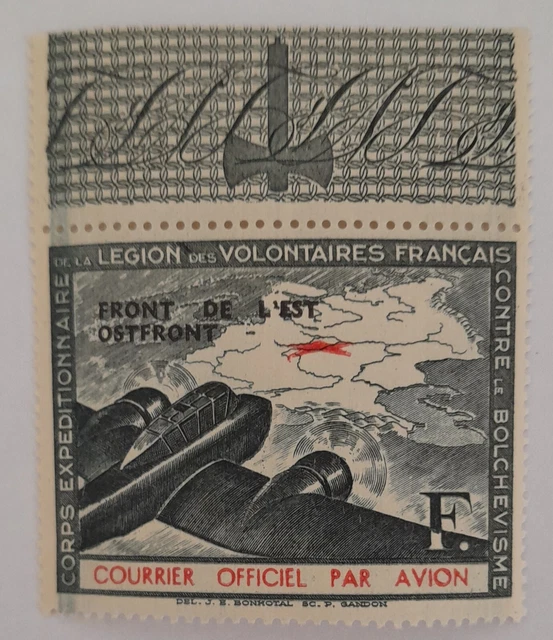 DE LA LEGION DES VOLONTAIRES FRANÇAIS
CORPS EXPEDITIONNAIRE
CONTRE LE BOLCHEVISME
FRONT DE L'EST
OSTFRONT -
F.
COURRIER OFFICIEL PAR AVION
DEL. J. E. BONHOTAL SC. P. GANDON